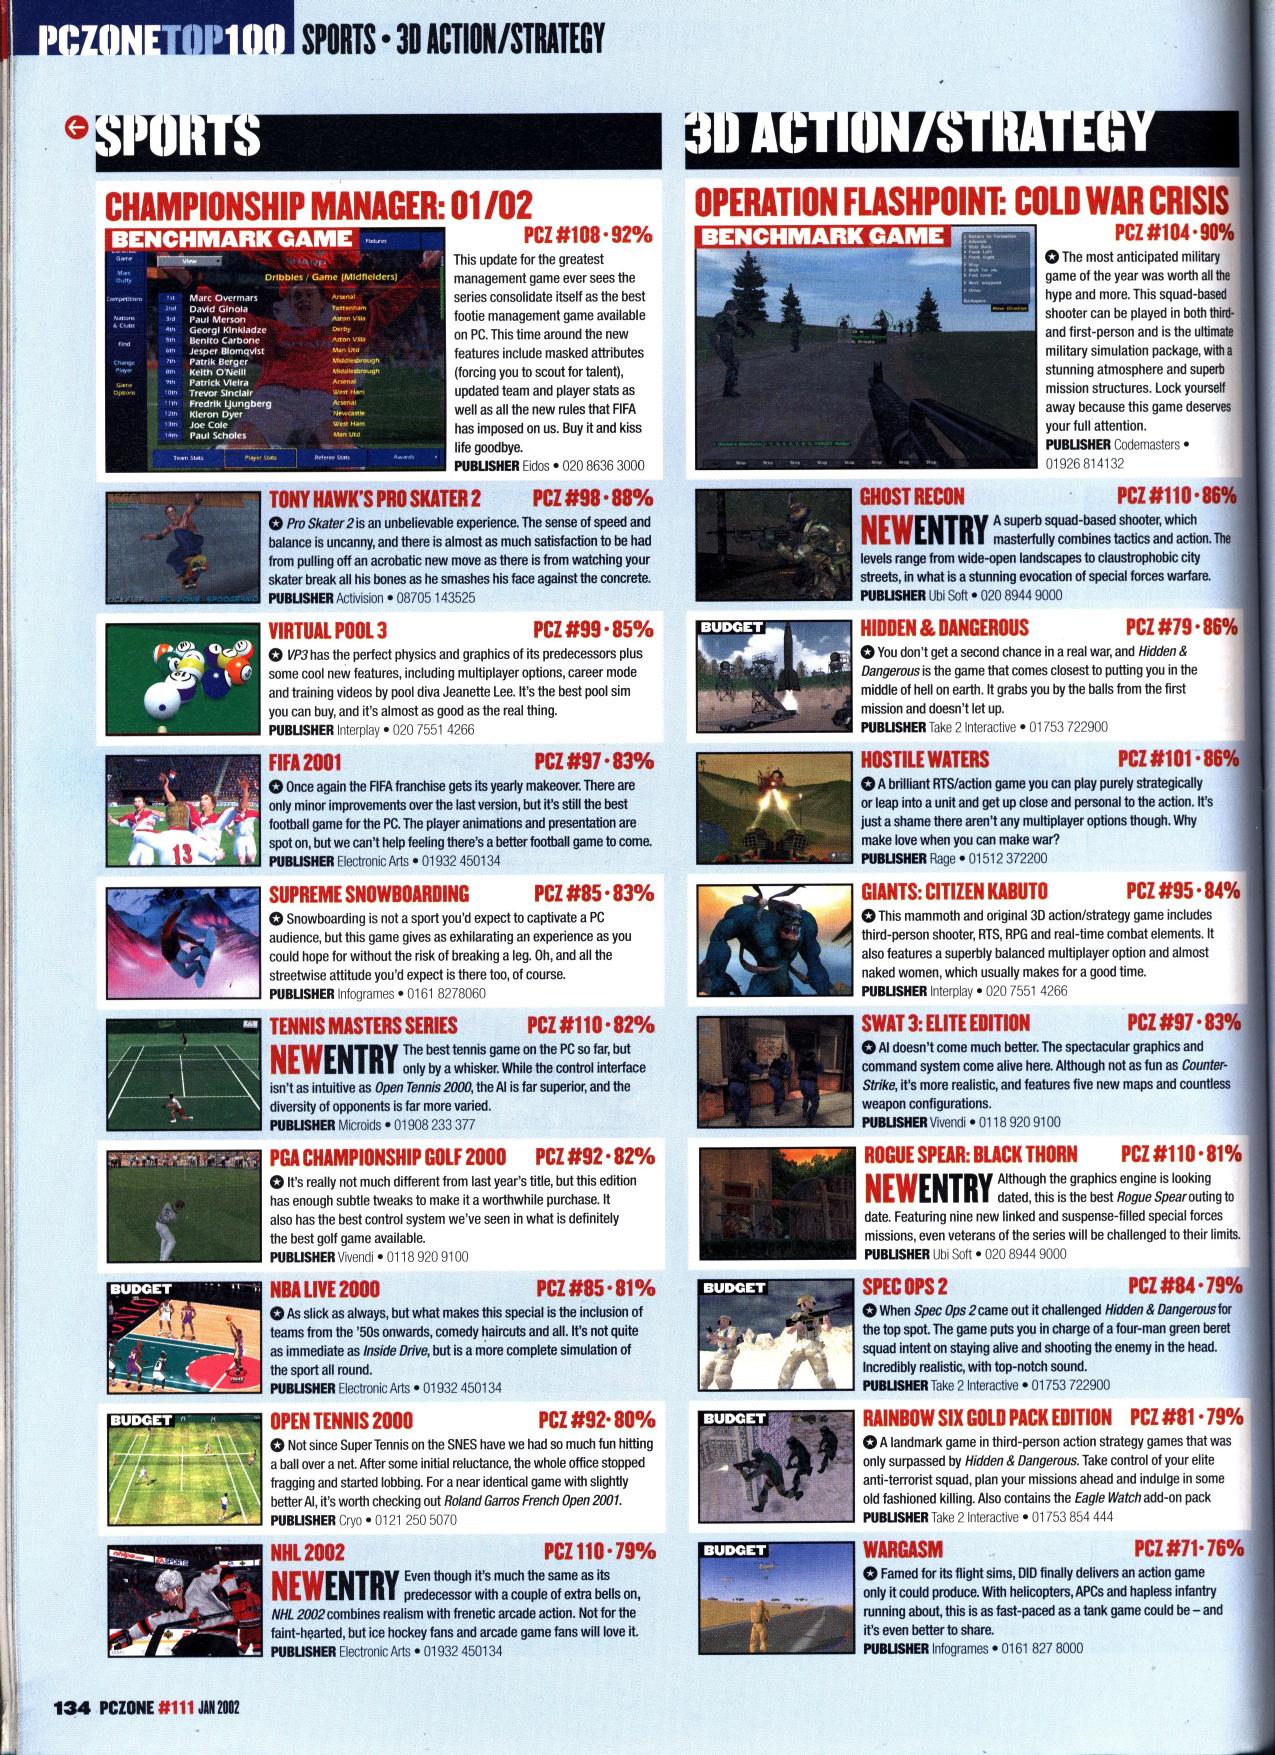 PCZONETOP100 SPORTS • 3D ACTION/STRATEGY
SPORTS
CHAMPIONSHIP MANAGER: 01/02
BENCHMARK GAME
PCZ #108 • 92%
Fixtures
Game
View
Marc
Duffy
Competitions
Nations
& Clubs
Find
Change
Player
Game
Options
Dribbles / Game (Midfielders)
1st Marc Overmars Arsenal
2nd David Ginola Tottenham
3rd Paul Merson Aston Villa
4th Georgi Kinkladze Derby
5th Benito Carbone Aston Villa
6th Jesper Blomqvist Man Utd
7th Patrik Berger Middlesbrough
8th Keith O'Neill Middlesbrough
9th Patrick Vieira Arsenal
10th Trevor Sinclair West Ham
11th Fredrik Ljungberg Arsenal
12th Kieron Dyer Newcastle
13th Joe Cole West Ham
14th Paul Scholes Man Utd
Team Stats Player Stats Referee Stats Awards
This update for the greatest
management game ever sees the
series consolidate itself as the best
footie management game available
on PC. This time around the new
features include masked attributes
(forcing you to scout for talent),
updated team and player stats as
well as all the new rules that FIFA
has imposed on us. Buy it and kiss
life goodbye.
PUBLISHER Eidos • 020 8636 3000
TONY HAWK'S PRO SKATER 2 PCZ #98 • 88%
Pro Skater 2 is an unbelievable experience. The sense of speed and
balance is uncanny, and there is almost as much satisfaction to be had
from pulling off an acrobatic new move as there is from watching your
skater break all his bones as he smashes his face against the concrete.
PUBLISHER Activision • 08705 143525
VIRTUAL POOL 3 PCZ #99 • 85%
VP3 has the perfect physics and graphics of its predecessors plus
some cool new features, including multiplayer options, career mode
and training videos by pool diva Jeanette Lee. It's the best pool sim
you can buy, and it's almost as good as the real thing.
PUBLISHER Interplay • 020 7551 4266
FIFA 2001 PCZ #97 • 83%
13
Once again the FIFA franchise gets its yearly makeover. There are
only minor improvements over the last version, but it's still the best
football game for the PC. The player animations and presentation are
spot on, but we can't help feeling there's a better football game to come.
PUBLISHER Electronic Arts • 01932 450134
SUPREME SNOWBOARDING PCZ #85 • 83%
Snowboarding is not a sport you'd expect to captivate a PC
audience, but this game gives as exhilarating an experience as you
could hope for without the risk of breaking a leg. Oh, and all the
streetwise attitude you'd expect is there too, of course.
PUBLISHER Infogrames • 0161 8278060
TENNIS MASTERS SERIES PCZ #110 • 82%
NEWENTRY The best tennis game on the PC so far, but
only by a whisker. While the control interface
isn't as intuitive as Open Tennis 2000, the AI is far superior, and the
diversity of opponents is far more varied.
PUBLISHER Microids • 01908 233 377
PGA CHAMPIONSHIP GOLF 2000 PCZ #92 • 82%
It's really not much different from last year's title, but this edition
has enough subtle tweaks to make it a worthwhile purchase. It
also has the best control system we've seen in what is definitely
the best golf game available.
PUBLISHER Vivendi • 0118 920 9100
BUDGET
NBA LIVE 2000 PCZ #85 • 81%
As slick as always, but what makes this special is the inclusion of
teams from the '50s onwards, comedy haircuts and all. It's not quite
as immediate as Inside Drive, but is a more complete simulation of
the sport all round.
PUBLISHER Electronic Arts • 01932 450134
BUDGET
OPEN TENNIS 2000 PCZ #92 • 80%
Not since Super Tennis on the SNES have we had so much fun hitting
a ball over a net. After some initial reluctance, the whole office stopped
fragging and started lobbing. For a near identical game with slightly
better AI, it's worth checking out Roland Garros French Open 2001.
PUBLISHER Cryo • 0121 250 5070
NHL 2002 PCZ 110 • 79%
NEWENTRY Even though it's much the same as its
predecessor with a couple of extra bells on,
NHL 2002 combines realism with frenetic arcade action. Not for the
faint-hearted, but ice hockey fans and arcade game fans will love it.
PUBLISHER Electronic Arts • 01932 450134
3D ACTION/STRATEGY
OPERATION FLASHPOINT: COLD WAR CRISIS
BENCHMARK GAME
PCZ #104 • 90%
The most anticipated military
game of the year was worth all the
hype and more. This squad-based
shooter can be played in both third-
and first-person and is the ultimate
military simulation package, with a
stunning atmosphere and superb
mission structures. Lock yourself
away because this game deserves
your full attention.
PUBLISHER Codemasters •
01926 814132
GHOST RECON PCZ #110 • 86%
NEWENTRY A superb squad-based shooter, which
masterfully combines tactics and action. The
levels range from wide-open landscapes to claustrophobic city
streets, in what is a stunning evocation of special forces warfare.
PUBLISHER Ubi Soft • 020 8944 9000
BUDGET
HIDDEN & DANGEROUS PCZ #79 • 86%
You don't get a second chance in a real war, and Hidden &
Dangerous is the game that comes closest to putting you in the
middle of hell on earth. It grabs you by the balls from the first
mission and doesn't let up.
PUBLISHER Take 2 Interactive • 01753 722900
HOSTILE WATERS PCZ #101 • 86%
A brilliant RTS/action game you can play purely strategically
or leap into a unit and get up close and personal to the action. It's
just a shame there aren't any multiplayer options though. Why
make love when you can make war?
PUBLISHER Rage • 01512 372200
GIANTS: CITIZEN KABUTO PCZ #95 • 84%
This mammoth and original 3D action/strategy game includes
third-person shooter, RTS, RPG and real-time combat elements. It
also features a superbly balanced multiplayer option and almost
naked women, which usually makes for a good time.
PUBLISHER Interplay • 020 7551 4266
SWAT 3: ELITE EDITION PCZ #97 • 83%
AI doesn't come much better. The spectacular graphics and
command system come alive here. Although not as fun as Counter-
Strike, it's more realistic, and features five new maps and countless
weapon configurations.
PUBLISHER Vivendi • 0118 920 9100
ROGUE SPEAR: BLACK THORN PCZ #110 • 81%
NEWENTRY Although the graphics engine is looking
dated, this is the best Rogue Spear outing to
date. Featuring nine new linked and suspense-filled special forces
missions, even veterans of the series will be challenged to their limits.
PUBLISHER Ubi Soft • 020 8944 9000
BUDGET
SPEC OPS 2 PCZ #84 • 79%
When Spec Ops 2 came out it challenged Hidden & Dangerous for
the top spot. The game puts you in charge of a four-man green beret
squad intent on staying alive and shooting the enemy in the head.
Incredibly realistic, with top-notch sound.
PUBLISHER Take 2 Interactive • 01753 722900
BUDGET
RAINBOW SIX GOLD PACK EDITION PCZ #81 • 79%
A landmark game in third-person action strategy games that was
only surpassed by Hidden & Dangerous. Take control of your elite
anti-terrorist squad, plan your missions ahead and indulge in some
old fashioned killing. Also contains the Eagle Watch add-on pack
PUBLISHER Take 2 Interactive • 01753 854 444
BUDGET
WARGASM PCZ #71 • 76%
Famed for its flight sims, DID finally delivers an action game
only it could produce. With helicopters, APCs and hapless infantry
running about, this is as fast-paced as a tank game could be – and
it's even better to share.
PUBLISHER Infogrames • 0161 827 8000
134 PCZONE #111 JAN 2002